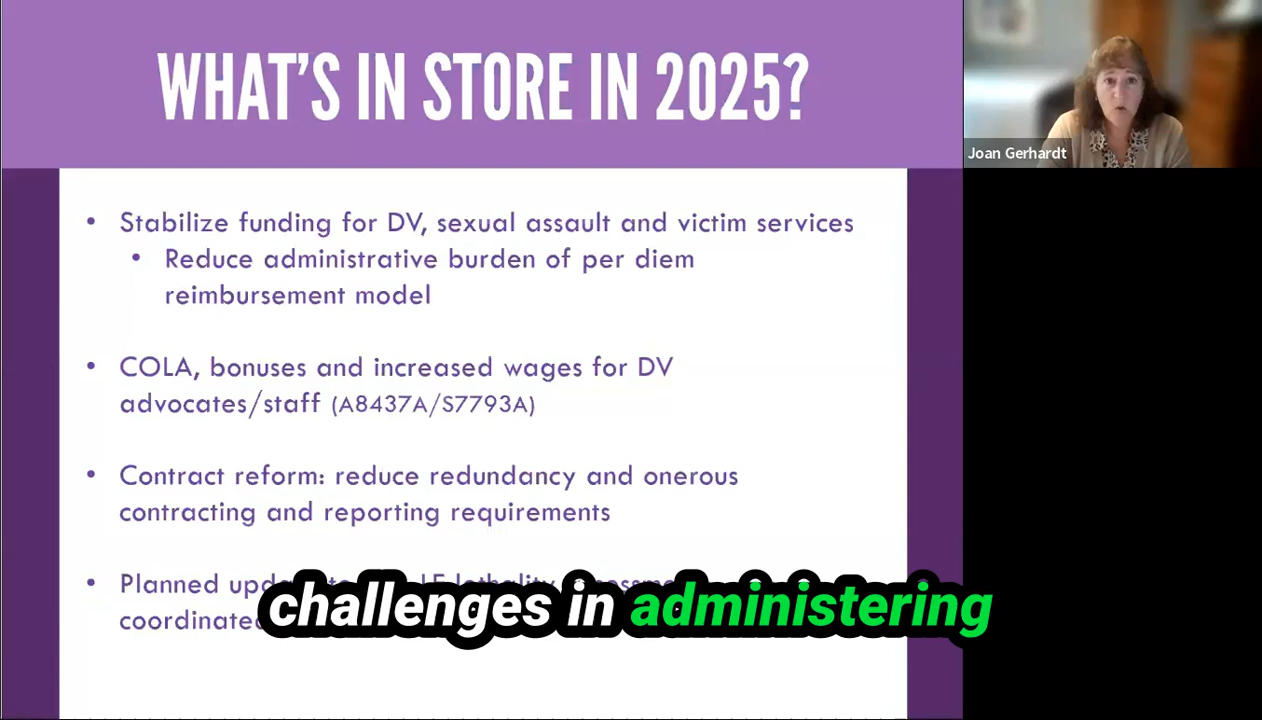 WHAT'S IN STORE IN 2025?
Joan Gerhardt
• Stabilize funding for DV, sexual assault and victim services
• Reduce administrative burden of per diem
reimbursement model
• COLA, bonuses and increased wages for DV
advocates/staff (A8437A/S7793A)
• Contract reform: reduce redundancy and onerous
contracting and reporting requirements
• Planned
coordinated
challenges in administering